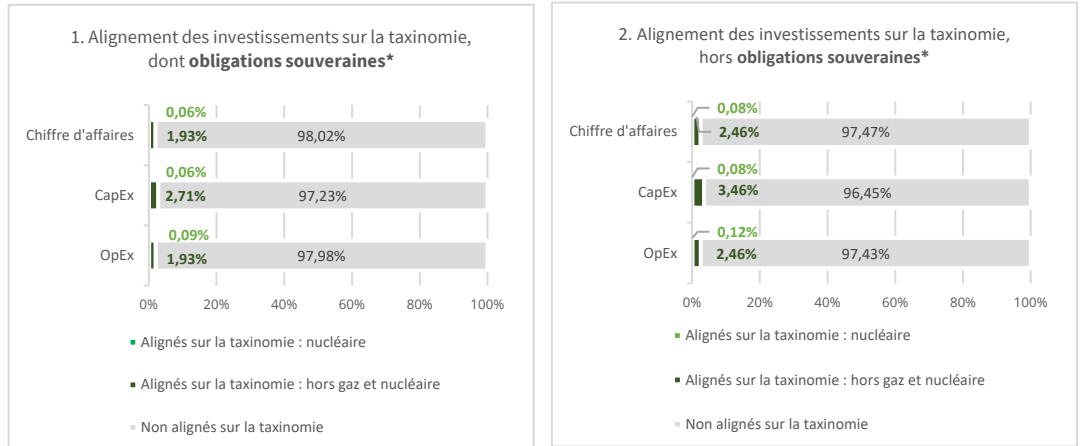 1. Alignement des investissements sur la taxinomie,
dont obligations souveraines*
0,06%
Chiffre d'affaires 1,93% 98,02%
0,06%
CapEx 2,71% 97,23%
0,09%
OpEx 1,93% 97,98%
0% 20% 40% 60% 80% 100%
Alignés sur la taxinomie : nucléaire
Alignés sur la taxinomie : hors gaz et nucléaire
Non alignés sur la taxinomie
2. Alignement des investissements sur la taxinomie,
hors obligations souveraines*
0,08%
Chiffre d'affaires 2,46% 97,47%
0,08%
CapEx 3,46% 96,45%
0,12%
OpEx 2,46% 97,43%
0% 20% 40% 60% 80% 100%
Alignés sur la taxinomie : nucléaire
Alignés sur la taxinomie : hors gaz et nucléaire
Non alignés sur la taxinomie